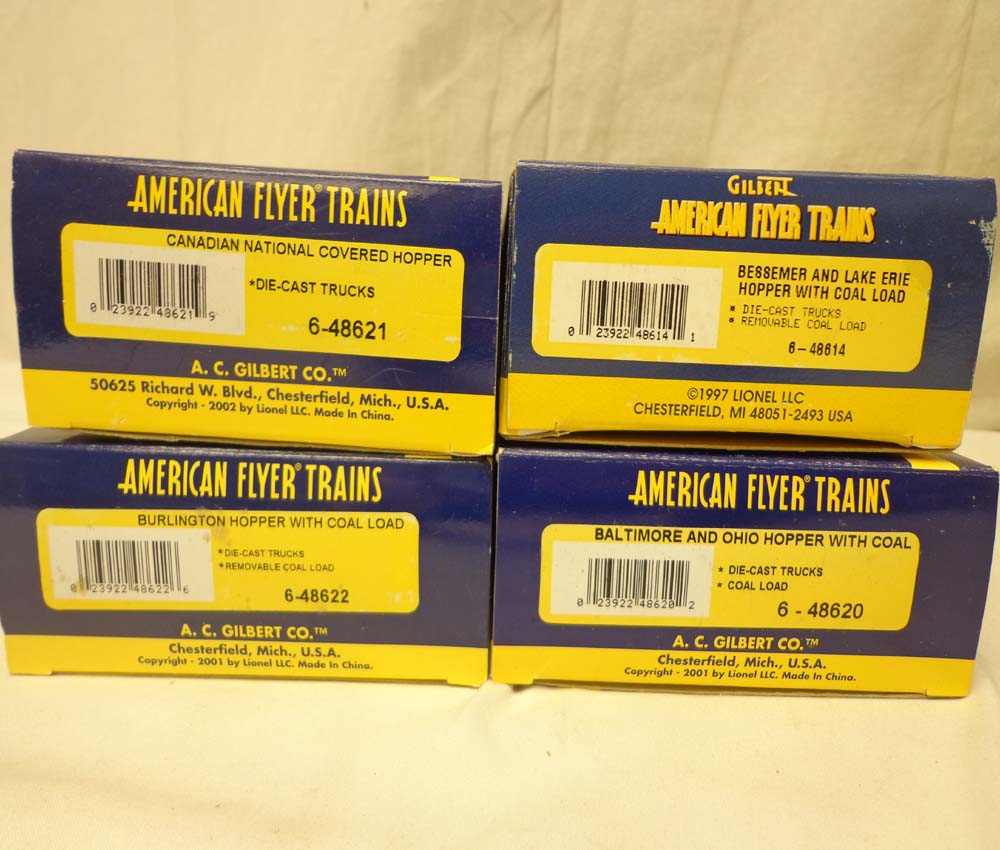 AMERICAN FLYER® TRAINS
CANADIAN NATIONAL COVERED HOPPER
*DIE-CAST TRUCKS
0 23922 48621 9
6-48621
A. C. GILBERT CO.™
50625 Richard W. Blvd., Chesterfield, Mich., U.S.A.
Copyright - 2002 by Lionel LLC. Made In China.
GILBERT
AMERICAN FLYER TRAINS
BESSEMER AND LAKE ERIE
HOPPER WITH COAL LOAD
* DIE-CAST TRUCKS
* REMOVABLE COAL LOAD
0 23922 48614 1
6-48614
©1997 LIONEL LLC
CHESTERFIELD, MI 48051-2493 USA
AMERICAN FLYER® TRAINS
BURLINGTON HOPPER WITH COAL LOAD
*DIE-CAST TRUCKS
*REMOVABLE COAL LOAD
0 23922 48622 6
6-48622
A. C. GILBERT CO.™
Chesterfield, Mich., U.S.A.
Copyright - 2001 by Lionel LLC. Made In China.
AMERICAN FLYER® TRAINS
BALTIMORE AND OHIO HOPPER WITH COAL
* DIE-CAST TRUCKS
* COAL LOAD
0 23922 48620 2
6 - 48620
A. C. GILBERT CO.™
Chesterfield, Mich., U.S.A.
Copyright - 2001 by Lionel LLC. Made In China.